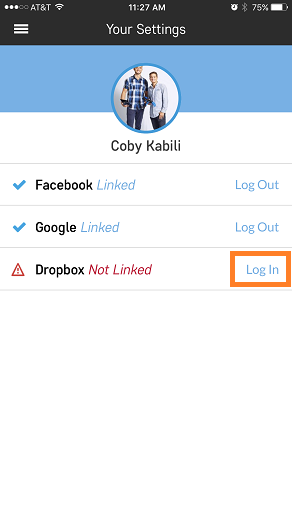 AT&T 11:27 AM 75%
Your Settings
Coby Kabili
Facebook Linked Log Out
Google Linked Log Out
Dropbox Not Linked Log In